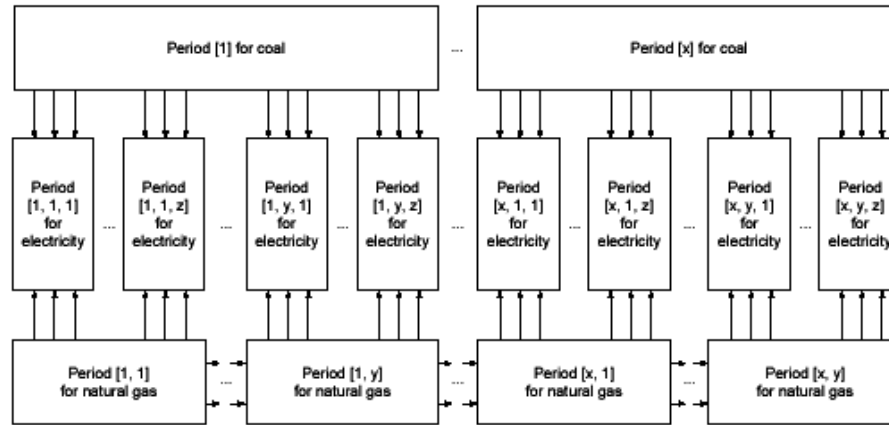 Period [1] for coal
...
Period [x] for coal
Period
[1, 1, 1]
for
electricity
...
Period
[1, 1, z]
for
electricity
...
Period
[1, y, 1]
for
electricity
...
Period
[1, y, z]
for
electricity
...
Period
[x, 1, 1]
for
electricity
...
Period
[x, 1, z]
for
electricity
...
Period
[x, y, 1]
for
electricity
...
Period
[x, y, z]
for
electricity
Period [1, 1]
for natural gas
...
Period [1, y]
for natural gas
...
Period [x, 1]
for natural gas
...
Period [x, y]
for natural gas